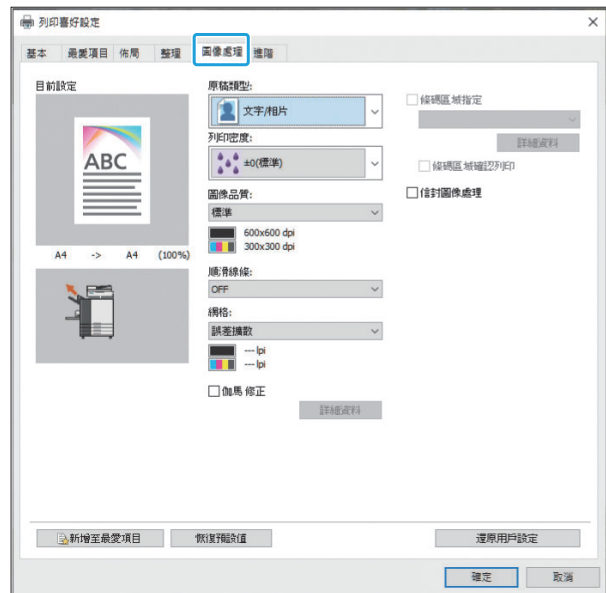 列印喜好設定
基本 最愛項目 佈局 整理 圖像處理 進階
目前設定
ABC
A4 -> A4 (100%)
原稿類型:
文字/相片
列印密度:
±0(標準)
圖像品質:
標準
600x600 dpi
300x300 dpi
順滑線條:
OFF
網格:
誤差擴散
--- lpi
--- lpi
伽馬 修正
詳細資料
條碼區域指定
詳細資料
條碼區域確認列印
信封圖像處理
新增至最愛項目 恢復預設值 還原用戶設定
確定 取消